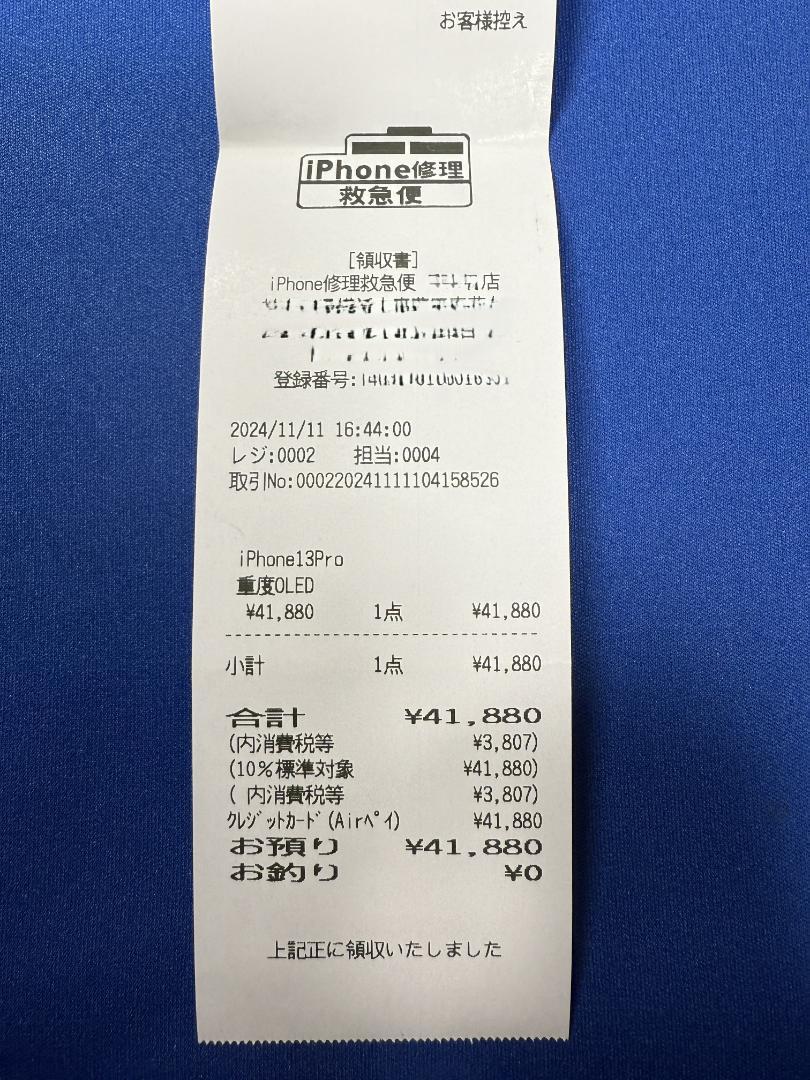 お客様控え
iPhone修理
救急便
[領収書]
iPhone修理救急便 店
登録番号:
2024/11/11 16:44:00
レジ:0002 担当:0004
取引No:000220241111104158526
iPhone13Pro
重度OLED
¥41,880 1点 ¥41,880
小計 1点 ¥41,880
合計 ¥41,880
(内消費税等 ¥3,807)
(10%標準対象 ¥41,880)
( 内消費税等 ¥3,807)
ｸﾚｼﾞｯﾄｶｰﾄﾞ(Airﾍﾟｲ) ¥41,880
お預り ¥41,880
お釣り ¥0
上記正に領収いたしました